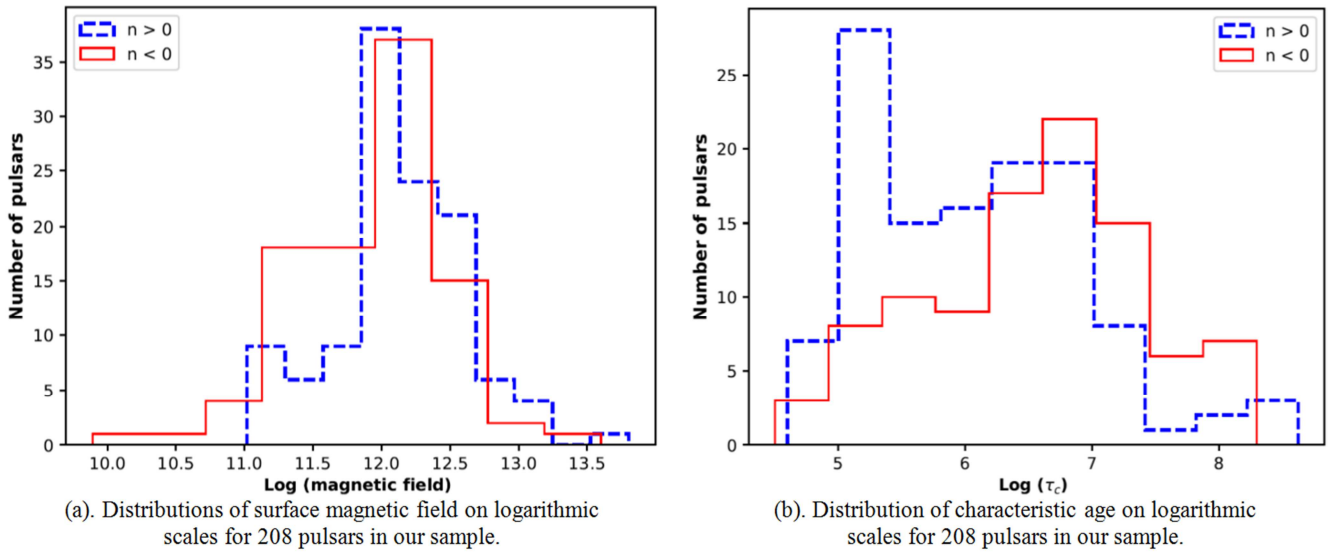 n > 0
n < 0
35
30
25
20
15
10
5
0
Number of pulsars
10.0 10.5 11.0 11.5 12.0 12.5 13.0 13.5
Log (magnetic field)
(a). Distributions of surface magnetic field on logarithmic
scales for 208 pulsars in our sample.
n > 0
n < 0
25
20
15
10
5
0
Number of pulsars
5 6 7 8
Log (τc)
(b). Distribution of characteristic age on logarithmic
scales for 208 pulsars in our sample.